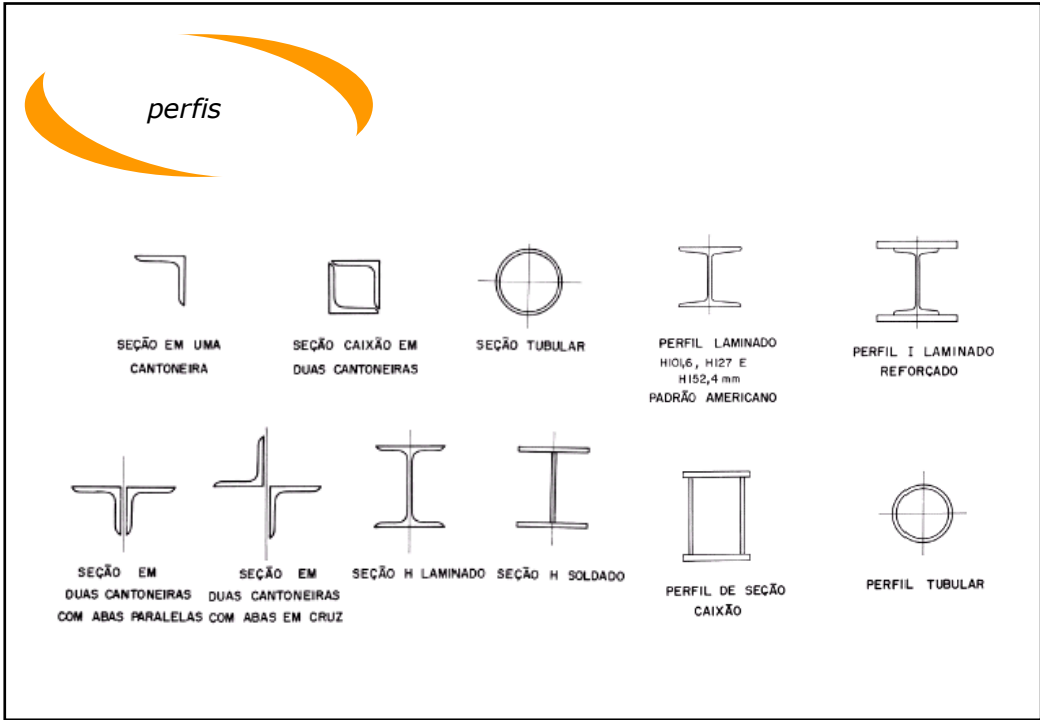 perfis
SEÇÃO EM UMA
CANTONEIRA
SEÇÃO CAIXÃO EM
DUAS CANTONEIRAS
SEÇÃO TUBULAR
PERFIL LAMINADO
H101,6, H127 E
H152,4 mm
PADRÃO AMERICANO
PERFIL I LAMINADO
REFORÇADO
SEÇÃO EM
DUAS CANTONEIRAS
COM ABAS PARALELAS
SEÇÃO EM
DUAS CANTONEIRAS
COM ABAS EM CRUZ
SEÇÃO H LAMINADO
SEÇÃO H SOLDADO
PERFIL DE SEÇÃO
CAIXÃO
PERFIL TUBULAR